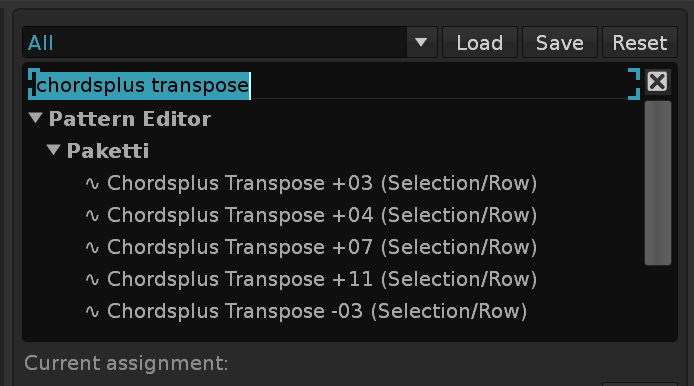 All Load Save Reset
chordsplus transpose
Pattern Editor
Paketti
Chordsplus Transpose +03 (Selection/Row)
Chordsplus Transpose +04 (Selection/Row)
Chordsplus Transpose +07 (Selection/Row)
Chordsplus Transpose +11 (Selection/Row)
Chordsplus Transpose -03 (Selection/Row)
Current assignment: